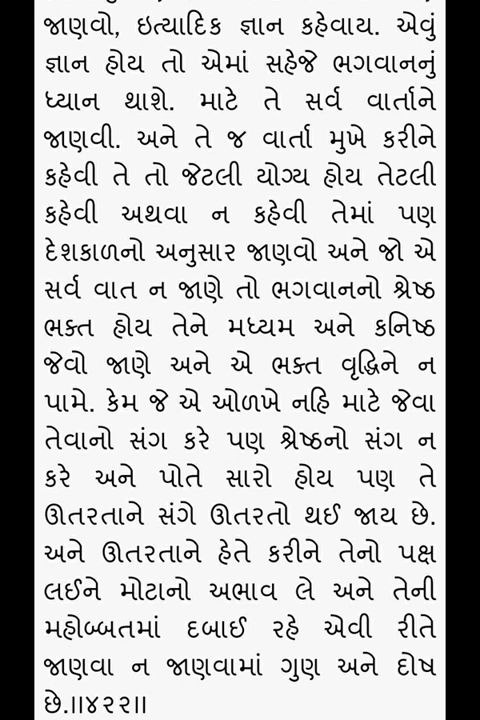 જાણવો, ઇત્યાદિક જ્ઞાન કહેવાય. એવું
જ્ઞાન હોય તો એમાં સહેજે ભગવાનનું
ધ્યાન થાશે. માટે તે સર્વ વાર્તાને
જાણવી. અને તે જ વાર્તા મુખે કરીને
કહેવી તે તો જેટલી યોગ્ય હોય તેટલી
કહેવી અથવા ન કહેવી તેમાં પણ
દેશકાળનો અનુસાર જાણવો અને જો એ
સર્વ વાત ન જાણે તો ભગવાનનો શ્રેષ્ઠ
ભક્ત હોય તેને મધ્યમ અને કનિષ્ઠ
જેવો જાણે અને એ ભક્ત વૃદ્ધિને ન
પામે. કેમ જે એ ઓળખે નહિ માટે જેવા
તેવાનો સંગ કરે પણ શ્રેષ્ઠનો સંગ ન
કરે અને પોતે સારો હોય પણ તે
ઊતરતાને સંગે ઊતરતો થઈ જાય છે.
અને ઊતરતાને હેતે કરીને તેનો પક્ષ
લઈને મોટાનો અભાવ લે અને તેની
મહોબ્બતમાં દબાઈ રહે એવી રીતે
જાણવા ન જાણવામાં ગુણ અને દોષ
છે.॥૪૨૨॥